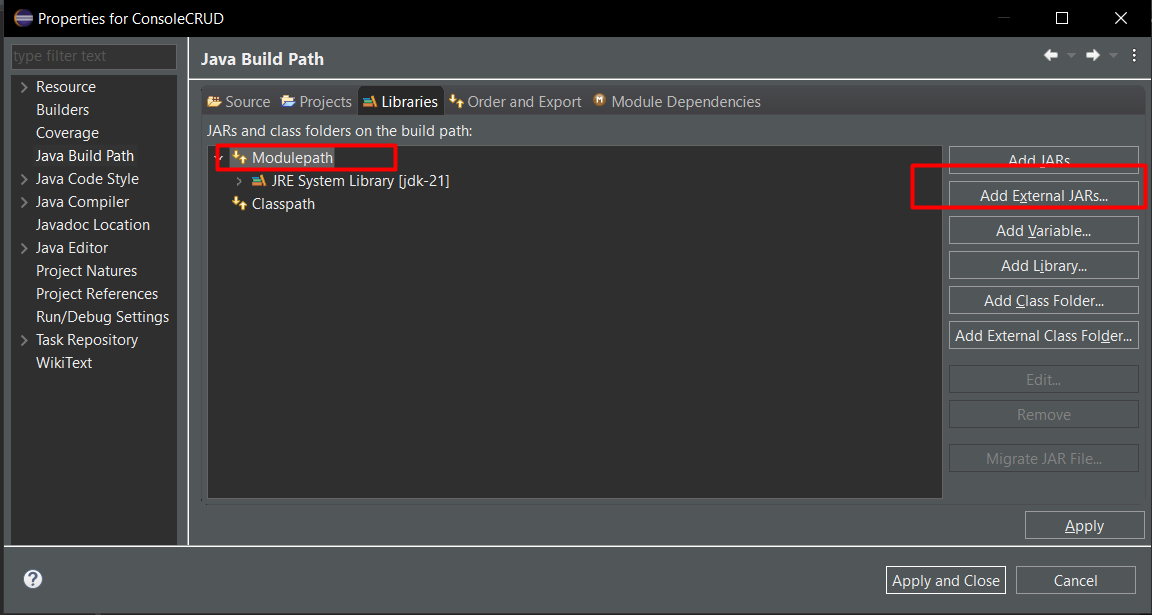 Properties for ConsoleCRUD
type filter text
Resource
Builders
Coverage
Java Build Path
Java Code Style
Java Compiler
Javadoc Location
Java Editor
Project Natures
Project References
Run/Debug Settings
Task Repository
WikiText
Java Build Path
Source Projects Libraries Order and Export Module Dependencies
JARs and class folders on the build path:
Modulepath
JRE System Library [jdk-21]
Classpath
Add JARs...
Add External JARs...
Add Variable...
Add Library...
Add Class Folder...
Add External Class Folder...
Edit...
Remove
Migrate JAR File...
Apply
Apply and Close Cancel